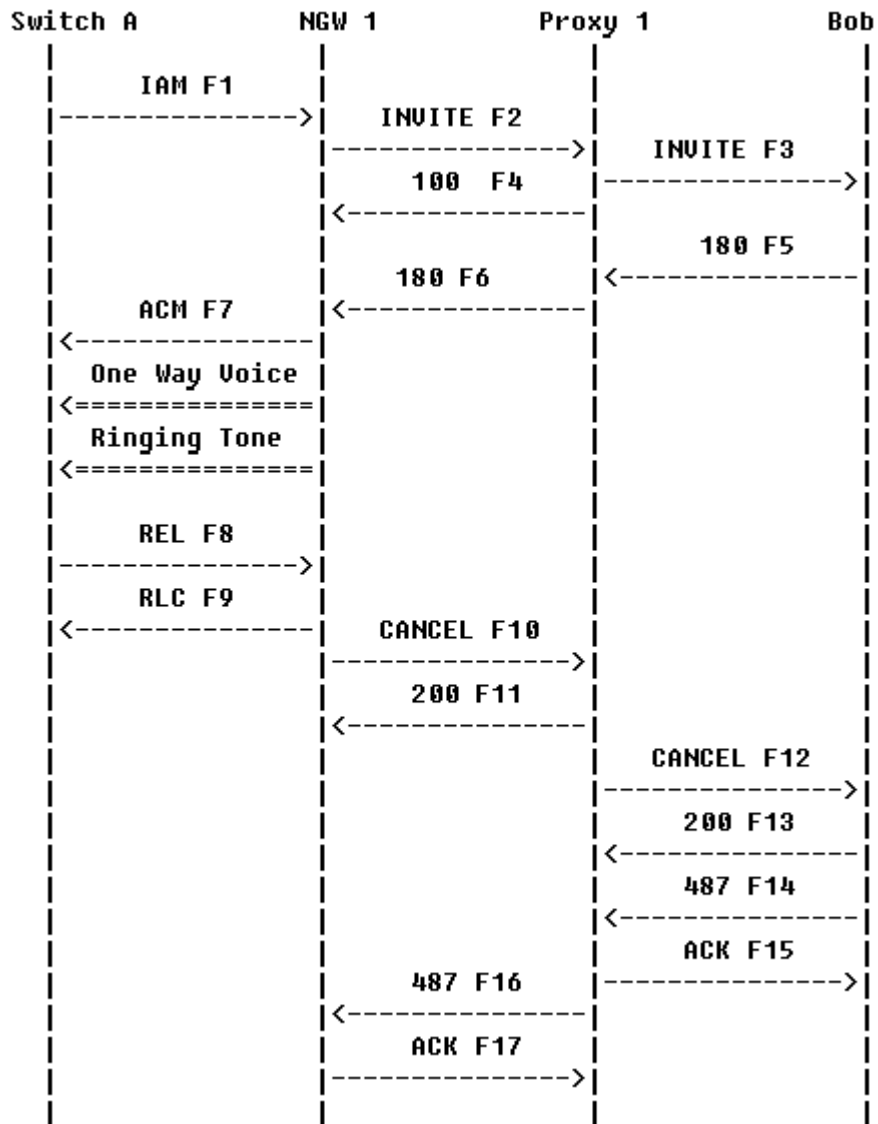 Switch A NGW 1 Proxy 1 Bob
IAM F1
INVITE F2
INVITE F3
100 F4
180 F5
180 F6
ACM F7
One Way Voice
Ringing Tone
REL F8
RLC F9
CANCEL F10
200 F11
CANCEL F12
200 F13
487 F14
ACK F15
487 F16
ACK F17